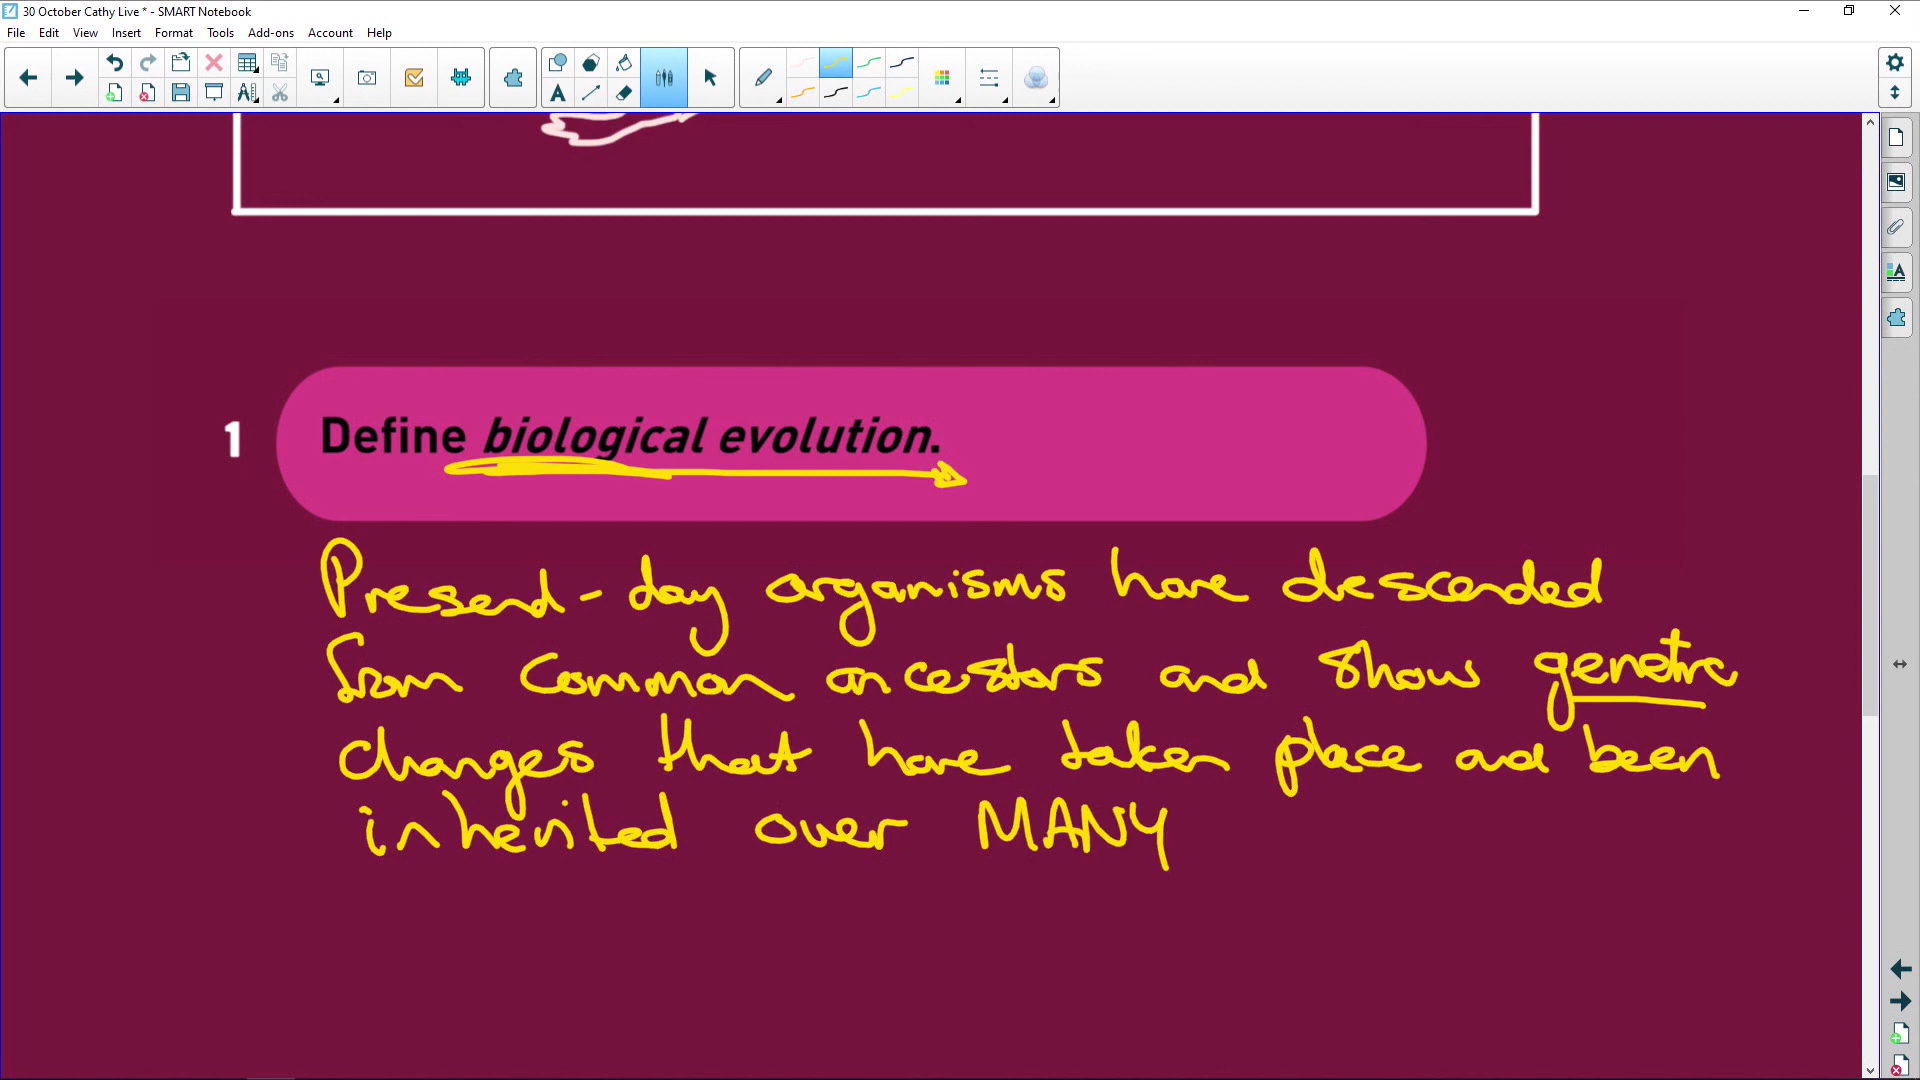 30 October Cathy Live * - SMART Notebook
File Edit View Insert Format Tools Add-ons Account Help
1 Define biological evolution.
Present-day organisms have descended
from common ancestors and show genetic
changes that have taken place and been
inherited over MANY